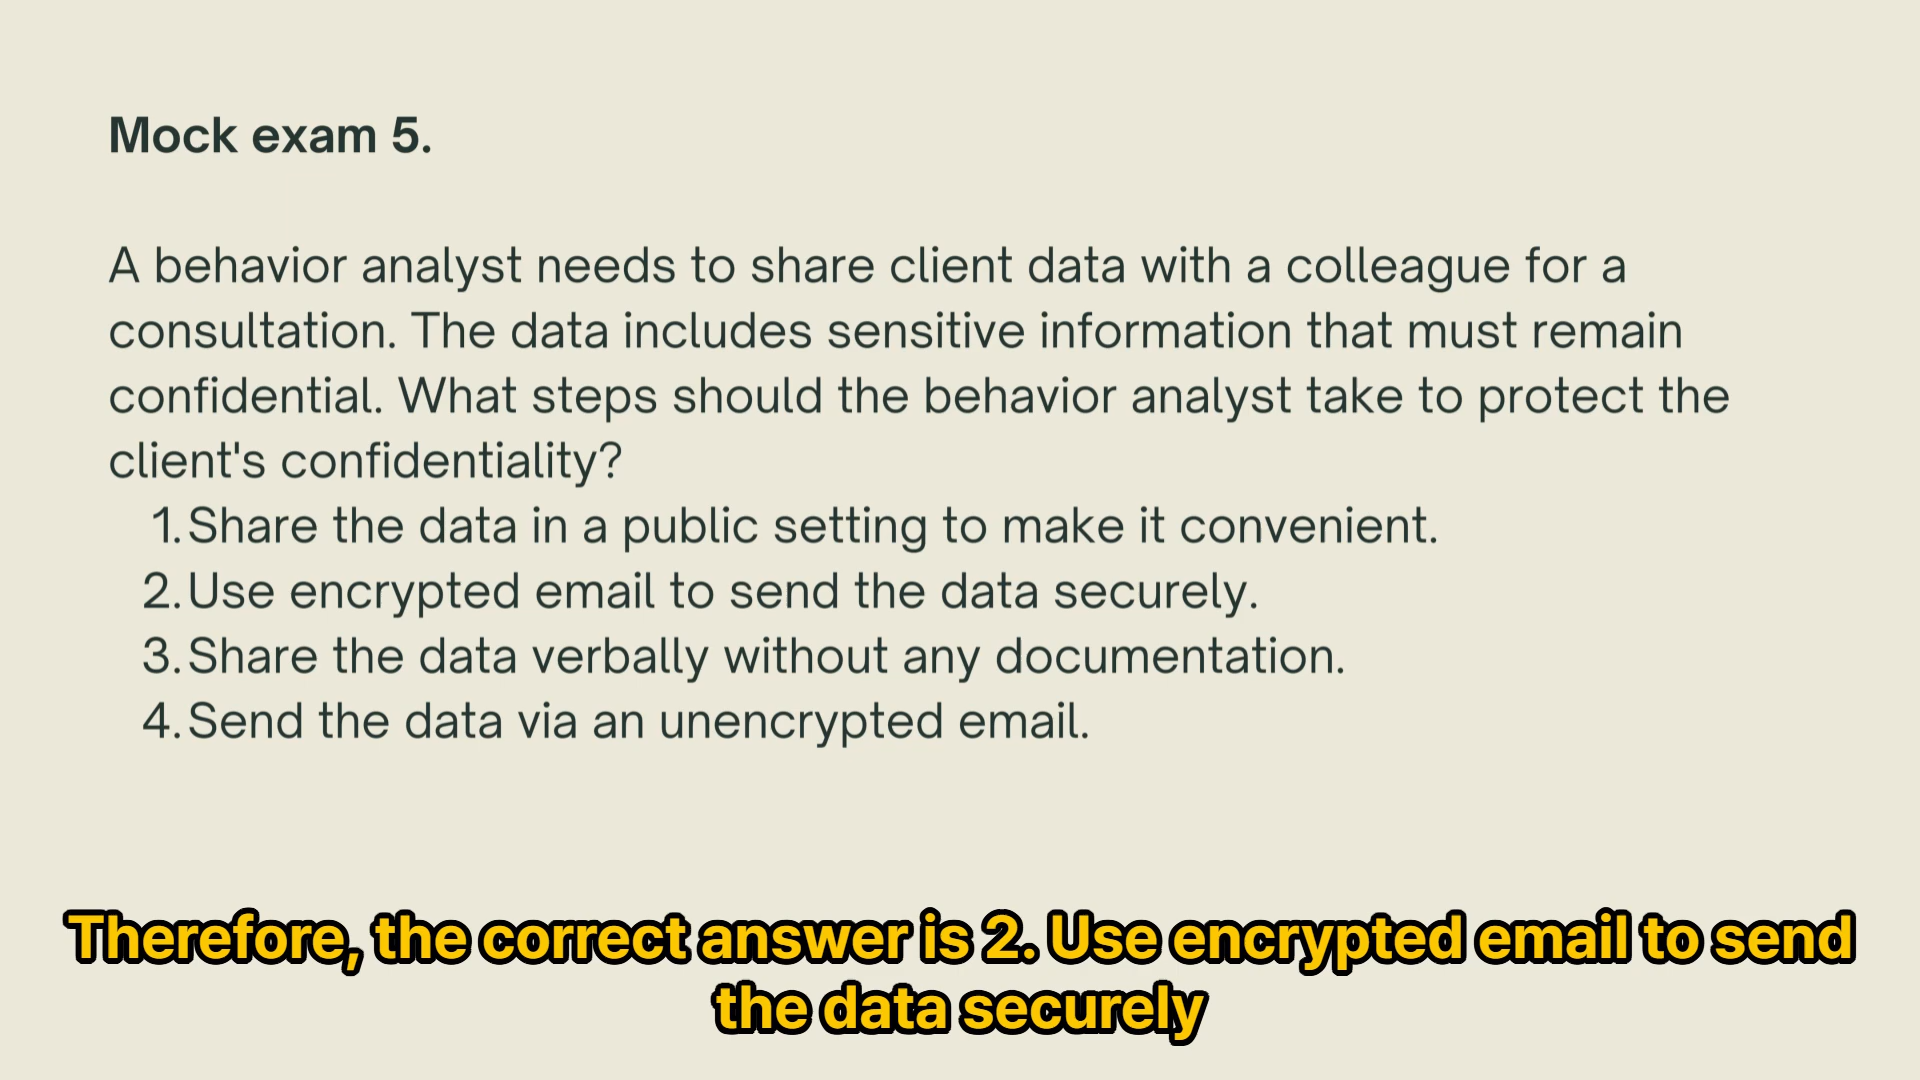 Mock exam 5.
A behavior analyst needs to share client data with a colleague for a
consultation. The data includes sensitive information that must remain
confidential. What steps should the behavior analyst take to protect the
client's confidentiality?
1. Share the data in a public setting to make it convenient.
2. Use encrypted email to send the data securely.
3. Share the data verbally without any documentation.
4. Send the data via an unencrypted email.
Therefore, the correct answer is 2. Use encrypted email to send
the data securely